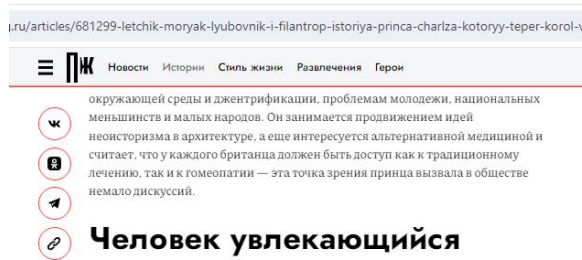 .ru/articles/681299-letchik-moryak-lyubovnik-i-filantrop-istoriya-princa-charlza-kotoryy-teper-korol-v
ПЖ Новости Истории Стиль жизни Развлечения Герои
окружающей среды и джентрификации, проблемам молодежи, национальных
меньшинств и малых народов. Он занимается продвижением идей
неоисторизма в архитектуре, а еще интересуется альтернативной медициной и
считает, что у каждого британца должен быть доступ как к традиционному
лечению, так и к гомеопатии — эта точка зрения принца вызвала в обществе
немало дискуссий.
Человек увлекающийся